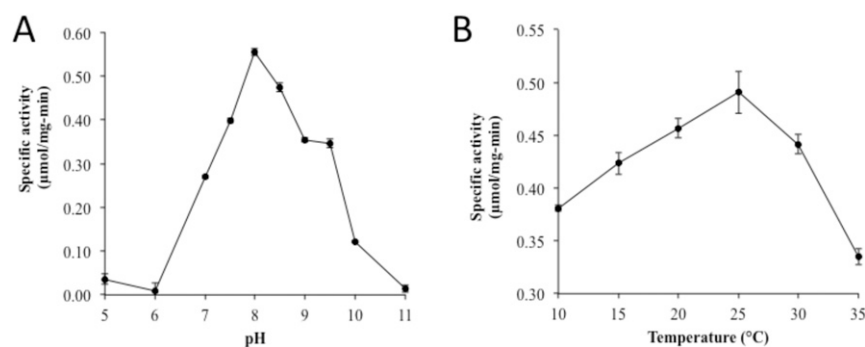 A
Specific activity
(µmol/mg-min)
0.60
0.50
0.40
0.30
0.20
0.10
0.00
5 6 7 8 9 10 11
pH
B
Specific activity
(µmol/mg-min)
0.55
0.50
0.45
0.40
0.35
0.30
10 15 20 25 30 35
Temperature (°C)